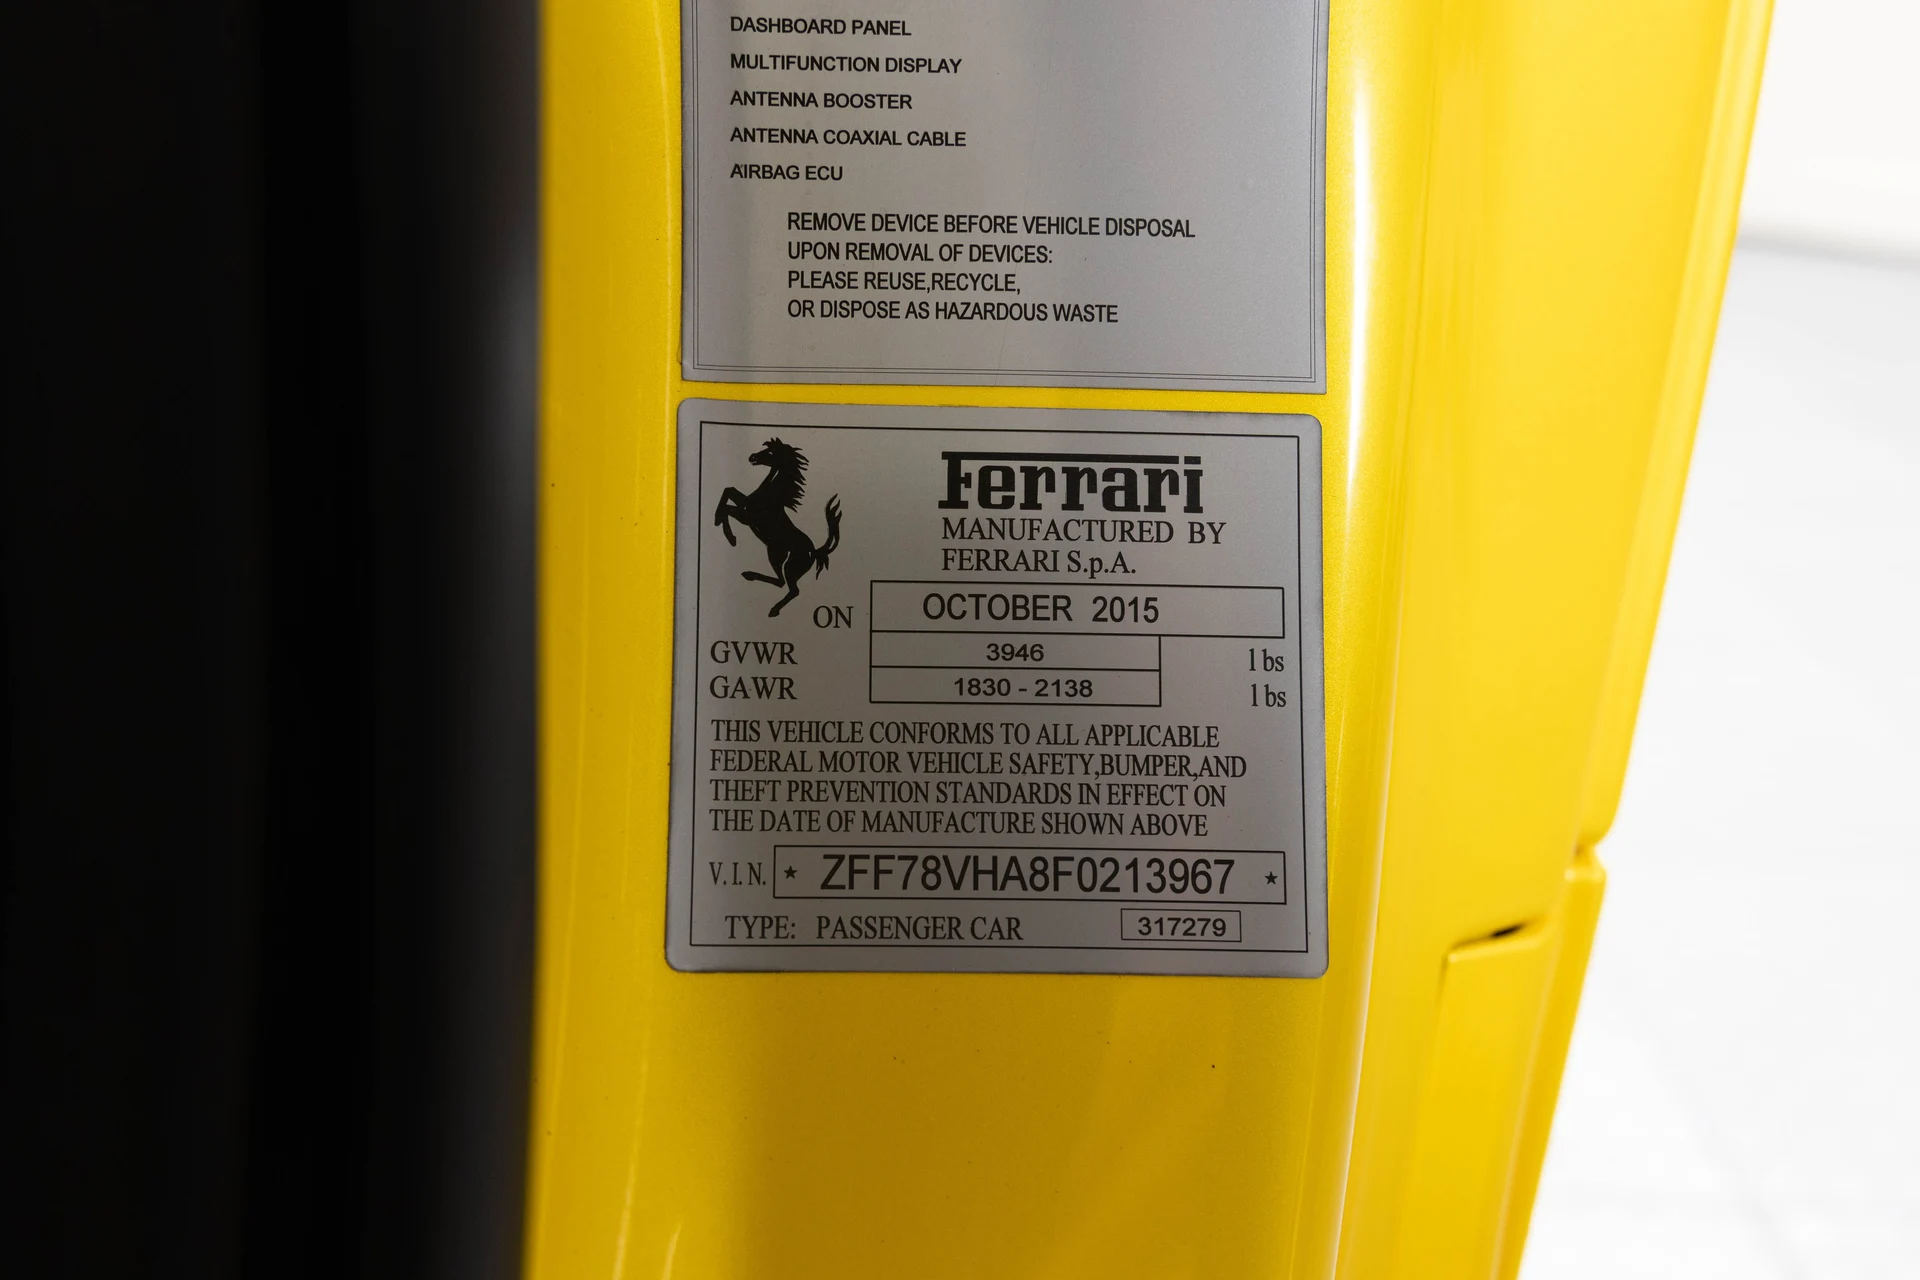 DASHBOARD PANEL
MULTIFUNCTION DISPLAY
ANTENNA BOOSTER
ANTENNA COAXIAL CABLE
AIRBAG ECU
REMOVE DEVICE BEFORE VEHICLE DISPOSAL
UPON REMOVAL OF DEVICES:
PLEASE REUSE,RECYCLE,
OR DISPOSE AS HAZARDOUS WASTE
Ferrari
MANUFACTURED BY
FERRARI S.p.A.
ON OCTOBER 2015
GVWR 3946 lbs
GAWR 1830 - 2138 lbs
THIS VEHICLE CONFORMS TO ALL APPLICABLE
FEDERAL MOTOR VEHICLE SAFETY,BUMPER,AND
THEFT PREVENTION STANDARDS IN EFFECT ON
THE DATE OF MANUFACTURE SHOWN ABOVE
V.I.N. ★ ZFF78VHA8F0213967 ★
TYPE: PASSENGER CAR 317279